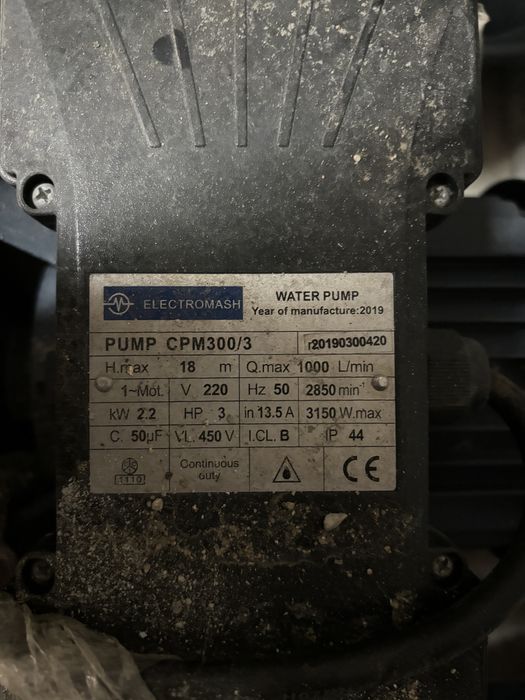 ELECTROMASH
WATER PUMP
Year of manufacture:2019
PUMP CPM300/3 r20190300420
H.max 18 m Q.max 1000 L/min
1~Mot. V 220 Hz 50 2850 min⁻¹
kW 2.2 HP 3 in 13.5 A 3150 W.max
C. 50µF VL. 450 V I.CL. B IP 44
1110 Continuous duty CE